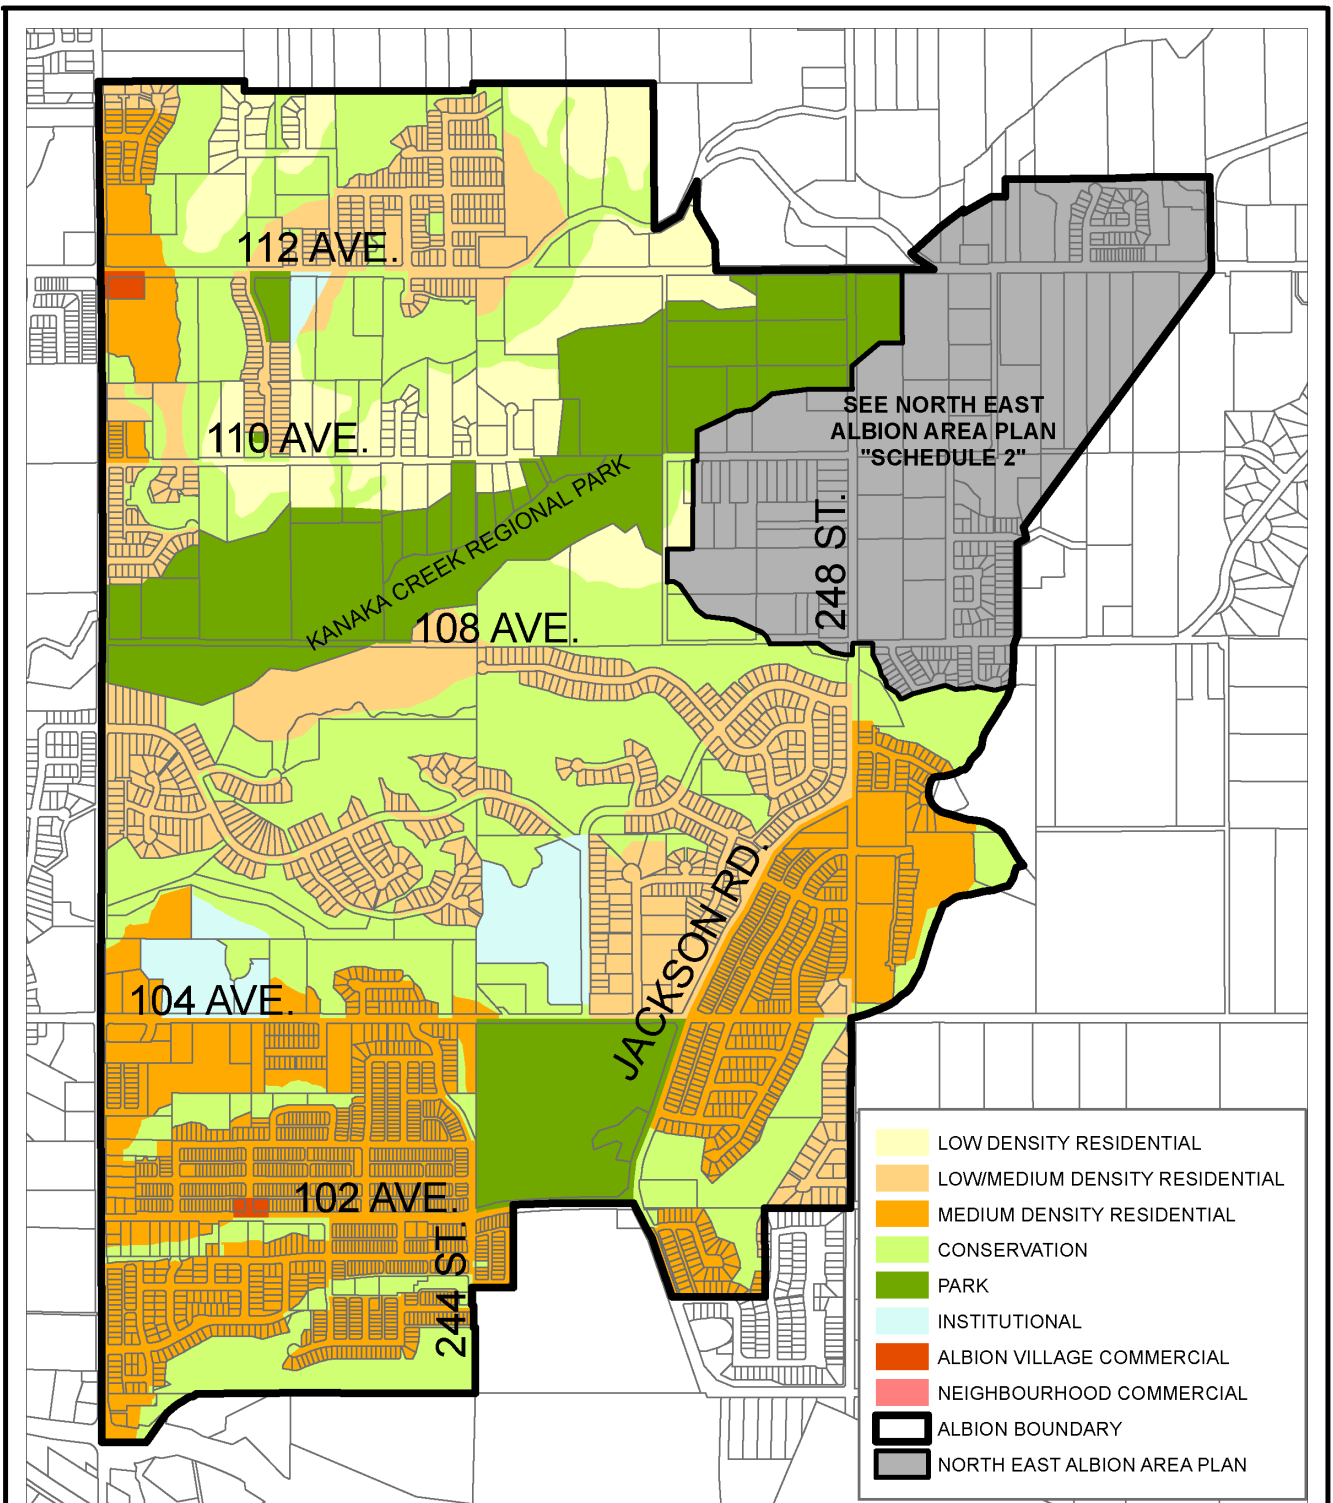 112 AVE.
SEE NORTH EAST
ALBION AREA PLAN
"SCHEDULE 2"
110 AVE.
KANAKA CREEK REGIONAL PARK
248 ST.
108 AVE.
JACKSON RD.
104 AVE.
102 AVE.
244 ST.
LOW DENSITY RESIDENTIAL
LOW/MEDIUM DENSITY RESIDENTIAL
MEDIUM DENSITY RESIDENTIAL
CONSERVATION
PARK
INSTITUTIONAL
ALBION VILLAGE COMMERCIAL
NEIGHBOURHOOD COMMERCIAL
ALBION BOUNDARY
NORTH EAST ALBION AREA PLAN